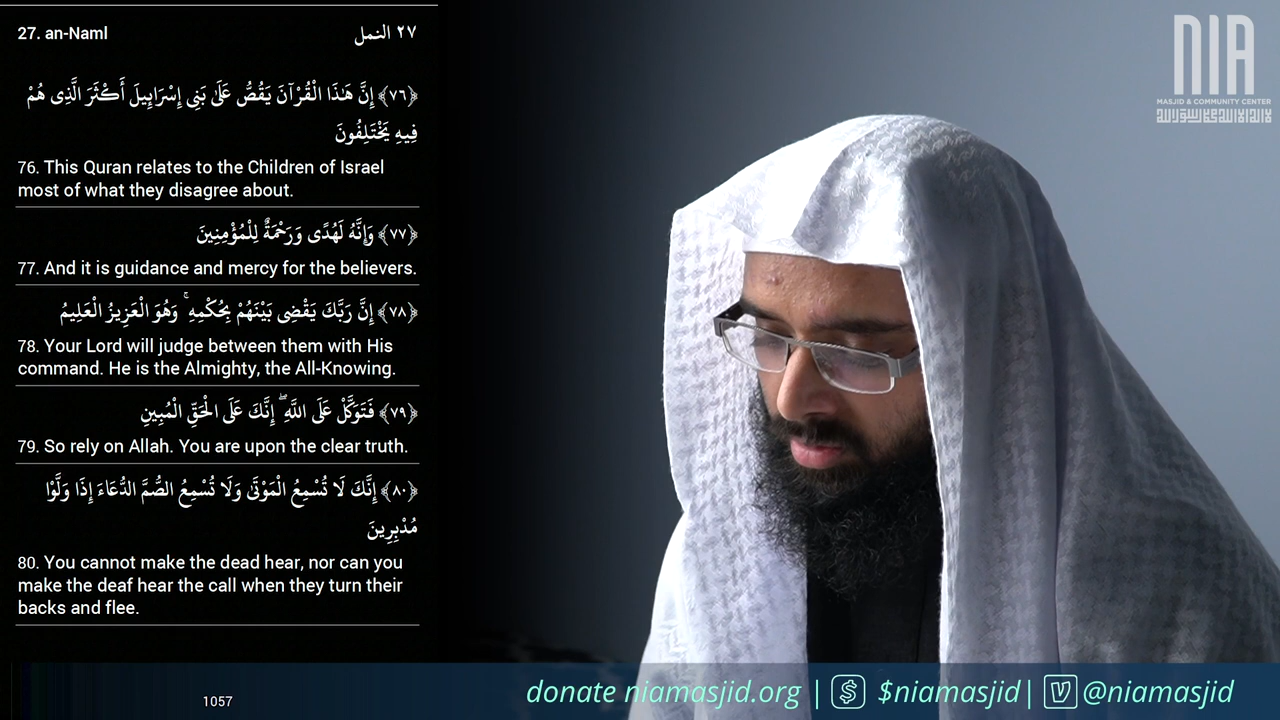 27. an-Naml
٢٧ النمل
﴿٧٦﴾ إِنَّ هَٰذَا الْقُرْآنَ يَقُصُّ عَلَىٰ بَنِي إِسْرَائِيلَ أَكْثَرَ الَّذِي هُمْ
فِيهِ يَخْتَلِفُونَ
76. This Quran relates to the Children of Israel
most of what they disagree about.
﴿٧٧﴾ وَإِنَّهُ لَهُدًى وَرَحْمَةٌ لِلْمُؤْمِنِينَ
77. And it is guidance and mercy for the believers.
﴿٧٨﴾ إِنَّ رَبَّكَ يَقْضِي بَيْنَهُمْ بِحُكْمِهِ ۚ وَهُوَ الْعَزِيزُ الْعَلِيمُ
78. Your Lord will judge between them with His
command. He is the Almighty, the All-Knowing.
﴿٧٩﴾ فَتَوَكَّلْ عَلَى اللَّهِ ۖ إِنَّكَ عَلَى الْحَقِّ الْمُبِينِ
79. So rely on Allah. You are upon the clear truth.
﴿٨٠﴾ إِنَّكَ لَا تُسْمِعُ الْمَوْتَىٰ وَلَا تُسْمِعُ الصُّمَّ الدُّعَاءَ إِذَا وَلَّوْا
مُدْبِرِينَ
80. You cannot make the dead hear, nor can you
make the deaf hear the call when they turn their
backs and flee.
NIA
MASJID & COMMUNITY CENTER
1057
donate niamasjid.org | $ $niamasjid | V @niamasjid